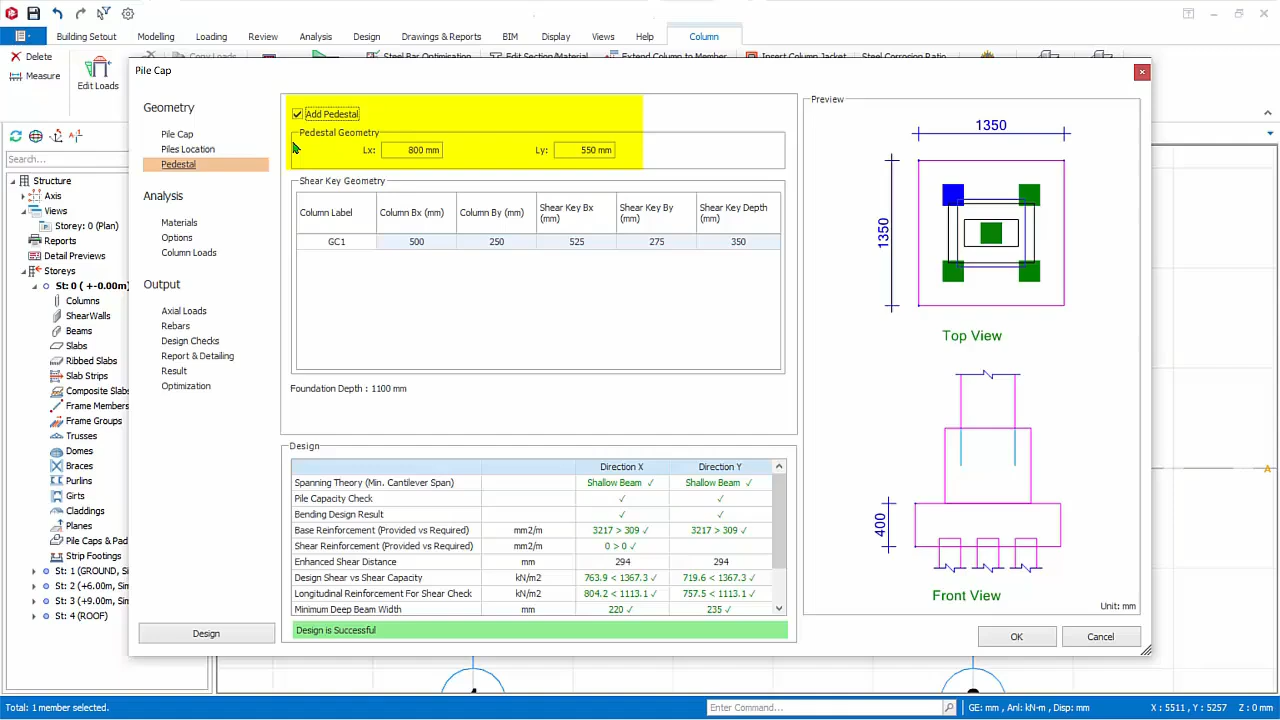 Building Setout Modelling Loading Review Analysis Design Drawings & Reports BIM Display Views Help Column
Delete
Measure
Edit Loads
Copy Loads Steel Bar Optimisation Edit Section/Material Extend Column to Member Insert Column Jacket Steel Corrosion Ratio
Search...
Structure
Axis
Views
Storey: 0 (Plan)
Reports
Detail Previews
Storeys
St: 0 ( +-0.00m)
Columns
ShearWalls
Beams
Slabs
Ribbed Slabs
Slab Strips
Composite Slabs
Frame Members
Frame Groups
Trusses
Domes
Braces
Purlins
Girts
Claddings
Planes
Pile Caps & Pad
Strip Footings
St: 1 (GROUND, Si
St: 2 (+6.00m, Sim
St: 3 (+9.00m, Sim
St: 4 (ROOF)
Pile Cap
Geometry
Pile Cap
Piles Location
Pedestal
Analysis
Materials
Options
Column Loads
Output
Axial Loads
Rebars
Design Checks
Report & Detailing
Result
Optimization
Design
Add Pedestal
Pedestal Geometry
Lx: 800 mm Ly: 550 mm
Shear Key Geometry
Column Label Column Bx (mm) Column By (mm) Shear Key Bx (mm) Shear Key By (mm) Shear Key Depth (mm)
GC1 500 250 525 275 350
Foundation Depth : 1100 mm
Design
Direction X Direction Y
Spanning Theory (Min. Cantilever Span) Shallow Beam ✓ Shallow Beam ✓
Pile Capacity Check ✓ ✓
Bending Design Result ✓ ✓
Base Reinforcement (Provided vs Required) mm2/m 3217 > 309 ✓ 3217 > 309 ✓
Shear Reinforcement (Provided vs Required) mm2/m 0 > 0 ✓
Enhanced Shear Distance mm 294 294
Design Shear vs Shear Capacity kN/m2 763.9 < 1367.3 ✓ 719.6 < 1367.3 ✓
Longitudinal Reinforcement For Shear Check kN/m2 804.2 < 1113.1 ✓ 757.5 < 1113.1 ✓
Minimum Deep Beam Width mm 220 ✓ 235 ✓
Design is Successful
Preview
1350
1350
Top View
400
Front View
Unit: mm
OK Cancel
A
Total: 1 member selected. Enter Command... GE: mm , Anl: kN-m , Disp: mm X : 5511 , Y : 5257 Z : 0 mm